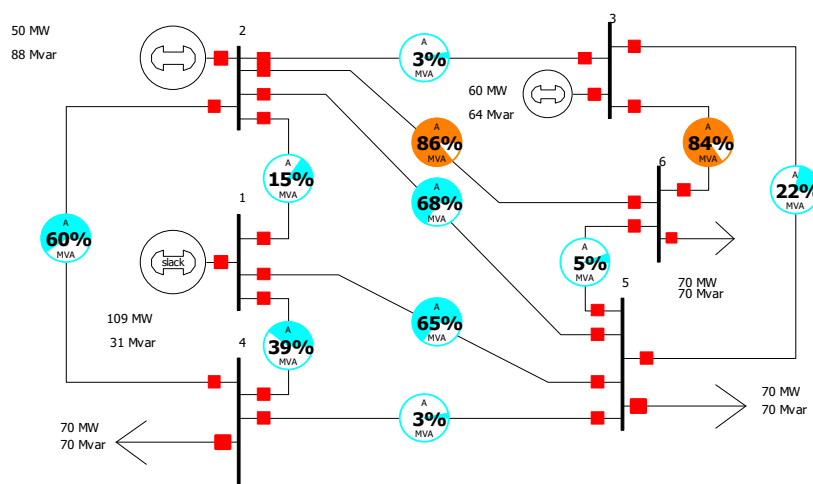 3
50 MW
2
88 Mvar
A
3%
MVA
60 MW
64 Mvar
A
86%
MVA
A
84%
MVA
6
A
15%
MVA
A
68%
MVA
A
22%
MVA
1
A
60%
MVA
slack
A
5%
MVA
70 MW
70 Mvar
5
109 MW
31 Mvar
A
65%
MVA
A
39%
MVA
4
70 MW
70 Mvar
A
3%
MVA
70 MW
70 Mvar